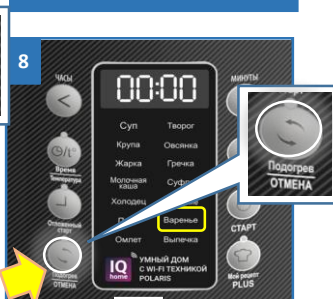 8
ЧАСЫ
МИНУТЫ
00:00
Суп Творог
Крупа Овсянка
Жарка Гречка
Молочная каша
Холодец
Варенье
Омлет Выпечка
Время
Температура
Отложенный
старт
Подогрев
ОТМЕНА
СТАРТ
Мой рецепт
PLUS
IQ
home
УМНЫЙ ДОМ
С WI-FI ТЕХНИКОЙ
POLARIS
Подогрев
ОТМЕНА